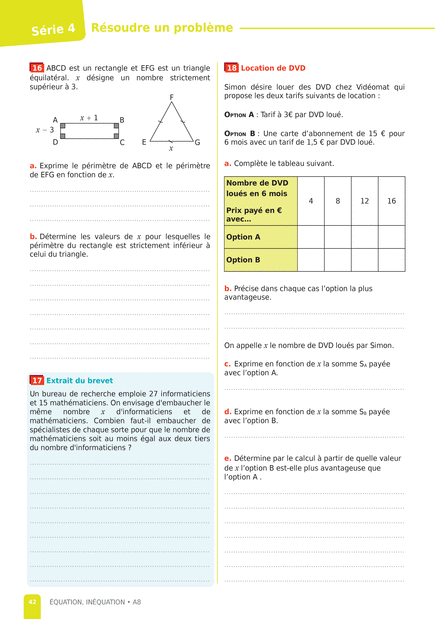 Série 4
Résoudre un problème
16 ABCD est un rectangle et EFG est un triangle
équilatéral. x désigne un nombre strictement
supérieur à 3.
F
A
x + 1
B
x − 3
D
C
E
G
x
a. Exprime le périmètre de ABCD et le périmètre
de EFG en fonction de x.
b. Détermine les valeurs de x pour lesquelles le
périmètre du rectangle est strictement inférieur à
celui du triangle.
17 Extrait du brevet
Un bureau de recherche emploie 27 informaticiens
et 15 mathématiciens. On envisage d'embaucher le
même nombre x d'informaticiens et de
mathématiciens. Combien faut-il embaucher de
spécialistes de chaque sorte pour que le nombre de
mathématiciens soit au moins égal aux deux tiers
du nombre d'informaticiens ?
18 Location de DVD
Simon désire louer des DVD chez Vidéomat qui
propose les deux tarifs suivants de location :
OPTION A : Tarif à 3€ par DVD loué.
OPTION B : Une carte d'abonnement de 15 € pour
6 mois avec un tarif de 1,5 € par DVD loué.
a. Complète le tableau suivant.
Nombre de DVD
loués en 6 mois
Prix payé en €
avec...
4
8
12
16
Option A
Option B
b. Précise dans chaque cas l'option la plus
avantageuse.
On appelle x le nombre de DVD loués par Simon.
c. Exprime en fonction de x la somme SA payée
avec l'option A.
d. Exprime en fonction de x la somme SB payée
avec l'option B.
e. Détermine par le calcul à partir de quelle valeur
de x l'option B est-elle plus avantageuse que
l'option A .
42
ÉQUATION, INÉQUATION • A8